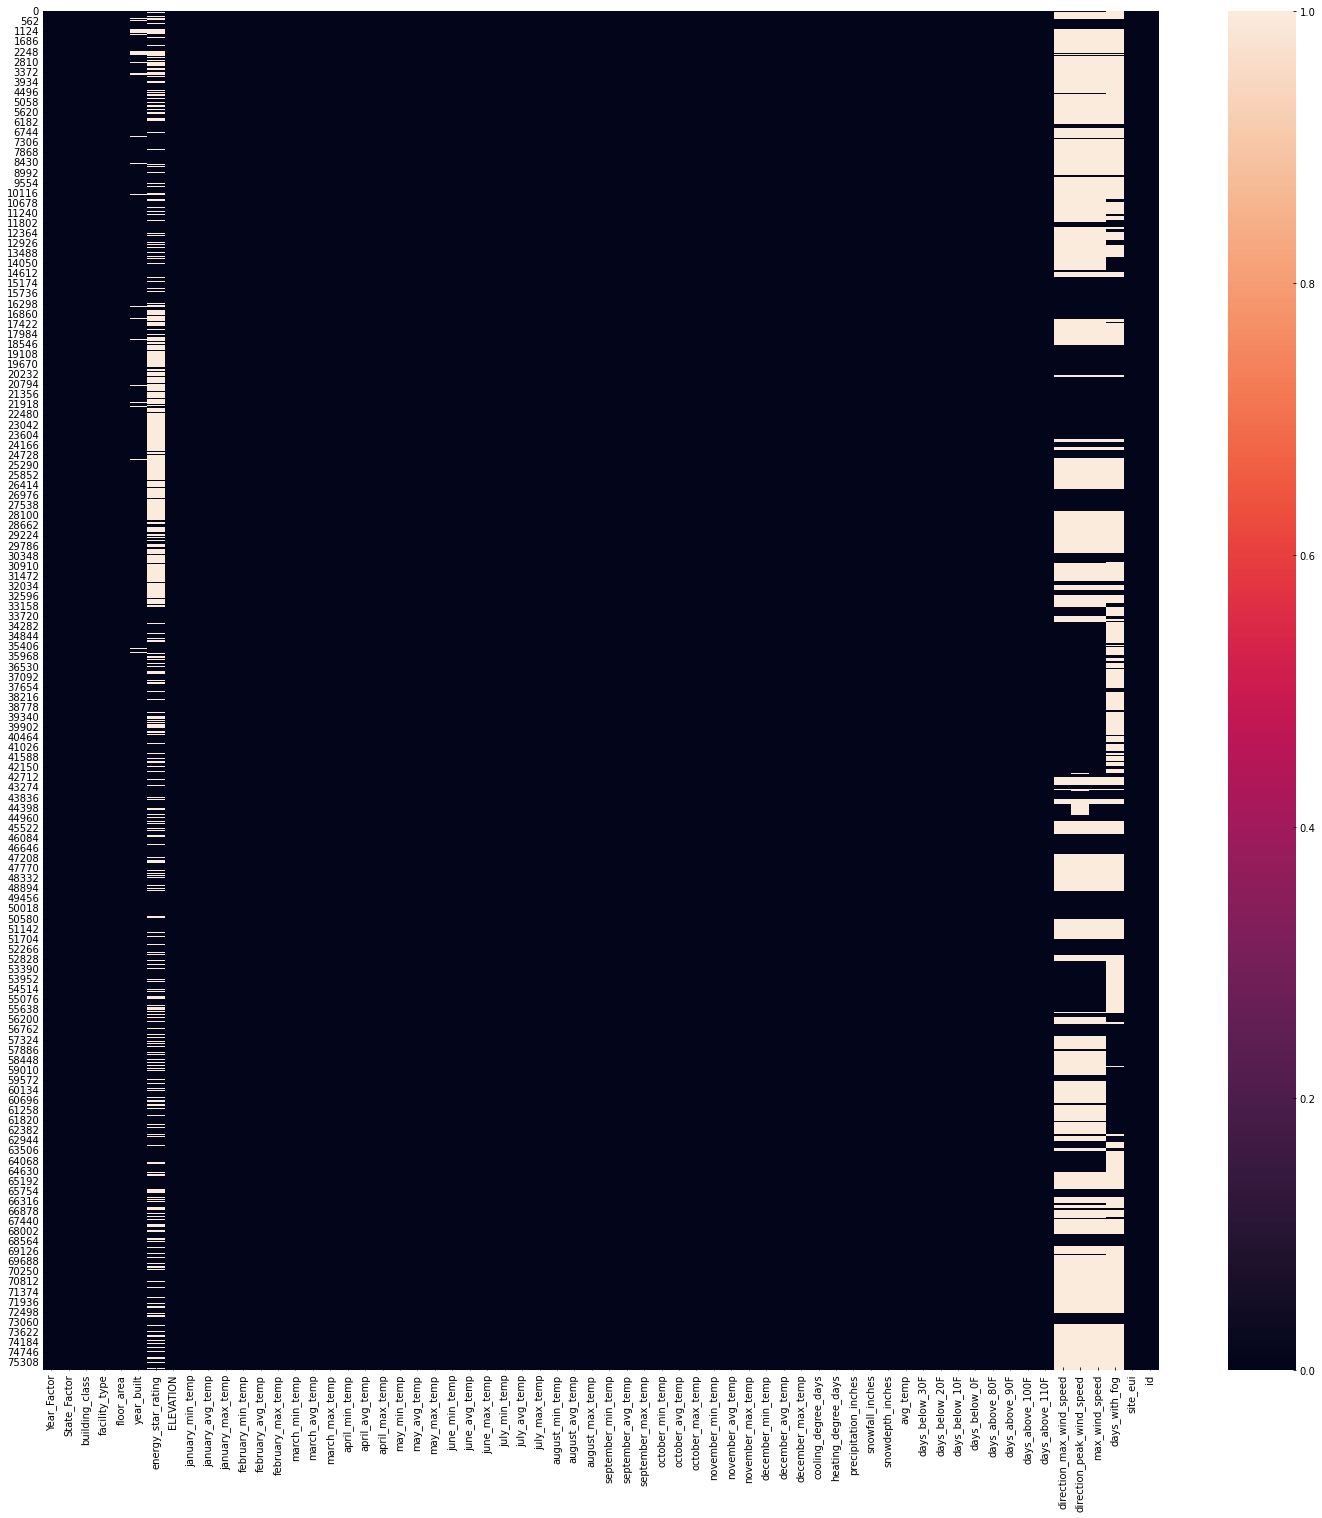 0
562
1124
1686
2248
2810
3372
3934
4496
5058
5620
6182
6744
7306
7868
8430
8992
9554
10116
10678
11240
11802
12364
12926
13488
14050
14612
15174
15736
16298
16860
17422
17984
18546
19108
19670
20232
20794
21356
21918
22480
23042
23604
24166
24728
25290
25852
26414
26976
27538
28100
28662
29224
29786
30348
30910
31472
32034
32596
33158
33720
34282
34844
35406
35968
36530
37092
37654
38216
38778
39340
39902
40464
41026
41588
42150
42712
43274
43836
44398
44960
45522
46084
46646
47208
47770
48332
48894
49456
50018
50580
51142
51704
52266
52828
53390
53952
54514
55076
55638
56200
56762
57324
57886
58448
59010
59572
60134
60696
61258
61820
62382
62944
63506
64068
64630
65192
65754
66316
66878
67440
68002
68564
69126
69688
70250
70812
71374
71936
72498
73060
73622
74184
74746
75308
Year_Factor
State_Factor
building_class
facility_type
floor_area
year_built
energy_star_rating
ELEVATION
january_min_temp
january_avg_temp
january_max_temp
february_min_temp
february_avg_temp
february_max_temp
march_min_temp
march_avg_temp
march_max_temp
april_min_temp
april_avg_temp
april_max_temp
may_min_temp
may_avg_temp
may_max_temp
june_min_temp
june_avg_temp
june_max_temp
july_min_temp
july_avg_temp
july_max_temp
august_min_temp
august_avg_temp
august_max_temp
september_min_temp
september_avg_temp
september_max_temp
october_min_temp
october_avg_temp
october_max_temp
november_min_temp
november_avg_temp
november_max_temp
december_min_temp
december_avg_temp
december_max_temp
cooling_degree_days
heating_degree_days
precipitation_inches
snowfall_inches
snowdepth_inches
avg_temp
days_below_30F
days_below_20F
days_below_10F
days_below_0F
days_above_80F
days_above_90F
days_above_100F
days_above_110F
direction_max_wind_speed
direction_peak_wind_speed
max_wind_speed
days_with_fog
site_eui
id
1.0
0.8
0.6
0.4
0.2
0.0